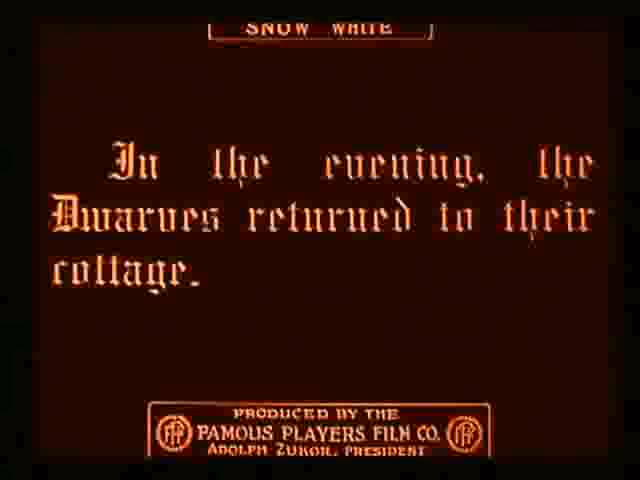 SNOW WHITE
In the evening, the
Dwarves returned to their
cottage.
PRODUCED BY THE
FAMOUS PLAYERS FILM CO.
ADOLPH ZUKOR, PRESIDENT